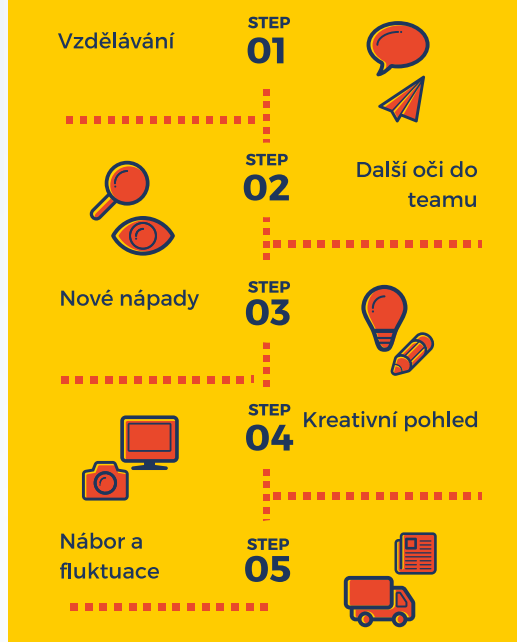 Vzdělávání
STEP
01
STEP
02
Další oči do
teamu
Nové nápady
STEP
03
STEP
04
Kreativní pohled
Nábor a
fluktuace
STEP
05